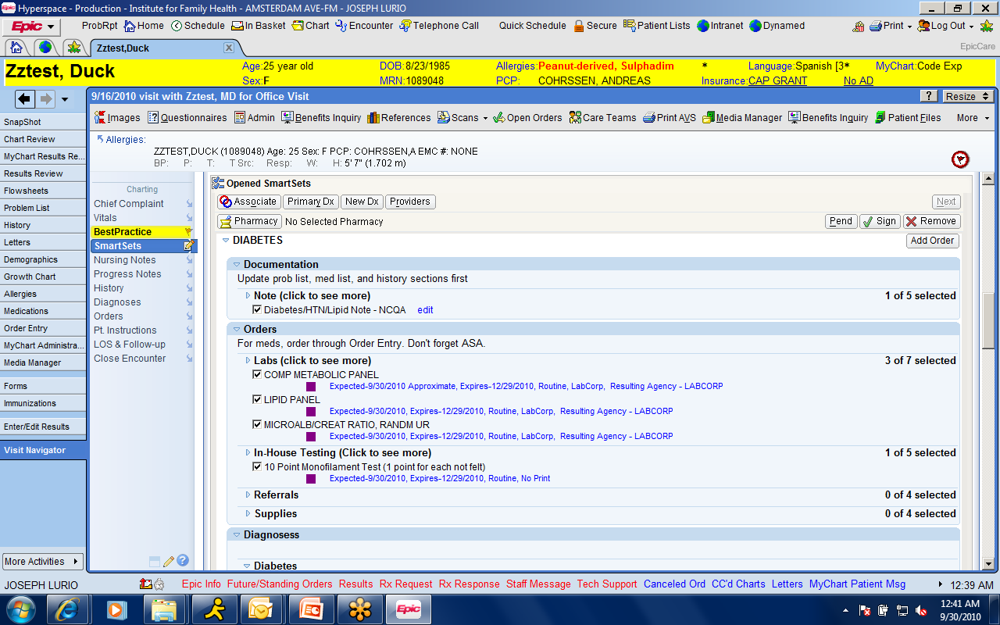 Hyperspace - Production - Institute for Family Health - AMSTERDAM AVE-FM - JOSEPH LURIO
Epic ProbRpt Home Schedule In Basket Chart Encounter Telephone Call Quick Schedule Secure Patient Lists Intranet Dynamed Print Log Out
Zztest,Duck X EpicCare
Zztest, Duck
Age:25 year old DOB:8/23/1985 Allergies:Peanut-derived, Sulphadim * Language:Spanish [3* MyChart:Code Exp
Sex:F MRN:1089048 PCP: COHRSSEN, ANDREAS Insurance:CAP GRANT No AD
9/16/2010 visit with Zztest, MD for Office Visit ? Resize
Images Questionnaires Admin Benefits Inquiry References Scans Open Orders Care Teams Print AVS Media Manager Benefits Inquiry Patient Files More
Allergies:
ZZTEST,DUCK (1089048) Age: 25 Sex: F PCP: COHRSSEN,A EMC #: NONE
BP: P: T: T Src: Resp: W: H: 5' 7" (1.702 m)
SnapShot
Chart Review
MyChart Results Re...
Results Review
Flowsheets
Problem List
History
Letters
Demographics
Growth Chart
Allergies
Medications
Order Entry
MyChart Administra...
Media Manager
Forms
Immunizations
Enter/Edit Results
Visit Navigator
More Activities
Charting
Chief Complaint
Vitals
BestPractice
SmartSets
Nursing Notes
Progress Notes
History
Diagnoses
Orders
Pt. Instructions
LOS & Follow-up
Close Encounter
?
Opened SmartSets
Associate Primary Dx New Dx Providers Next
Pharmacy No Selected Pharmacy Pend Sign Remove
DIABETES Add Order
Documentation
Update prob list, med list, and history sections first
Note (click to see more) 1 of 5 selected
Diabetes/HTN/Lipid Note - NCQA edit
Orders
For meds, order through Order Entry. Don't forget ASA.
Labs (click to see more) 3 of 7 selected
COMP METABOLIC PANEL
Expected-9/30/2010 Approximate, Expires-12/29/2010, Routine, LabCorp, Resulting Agency - LABCORP
LIPID PANEL
Expected-9/30/2010, Expires-12/29/2010, Routine, LabCorp, Resulting Agency - LABCORP
MICROALB/CREAT RATIO, RANDM UR
Expected-9/30/2010, Expires-12/29/2010, Routine, LabCorp, Resulting Agency - LABCORP
In-House Testing (Click to see more) 1 of 5 selected
10 Point Monofilament Test (1 point for each not felt)
Expected-9/30/2010, Expires-12/29/2010, Routine, No Print
Referrals 0 of 4 selected
Supplies 0 of 4 selected
Diagnosess
Diabetes
JOSEPH LURIO Epic Info Future/Standing Orders Results Rx Request Rx Response Staff Message Tech Support Canceled Ord CC'd Charts Letters MyChart Patient Msg 12:39 AM
Epic
12:41 AM
9/30/2010